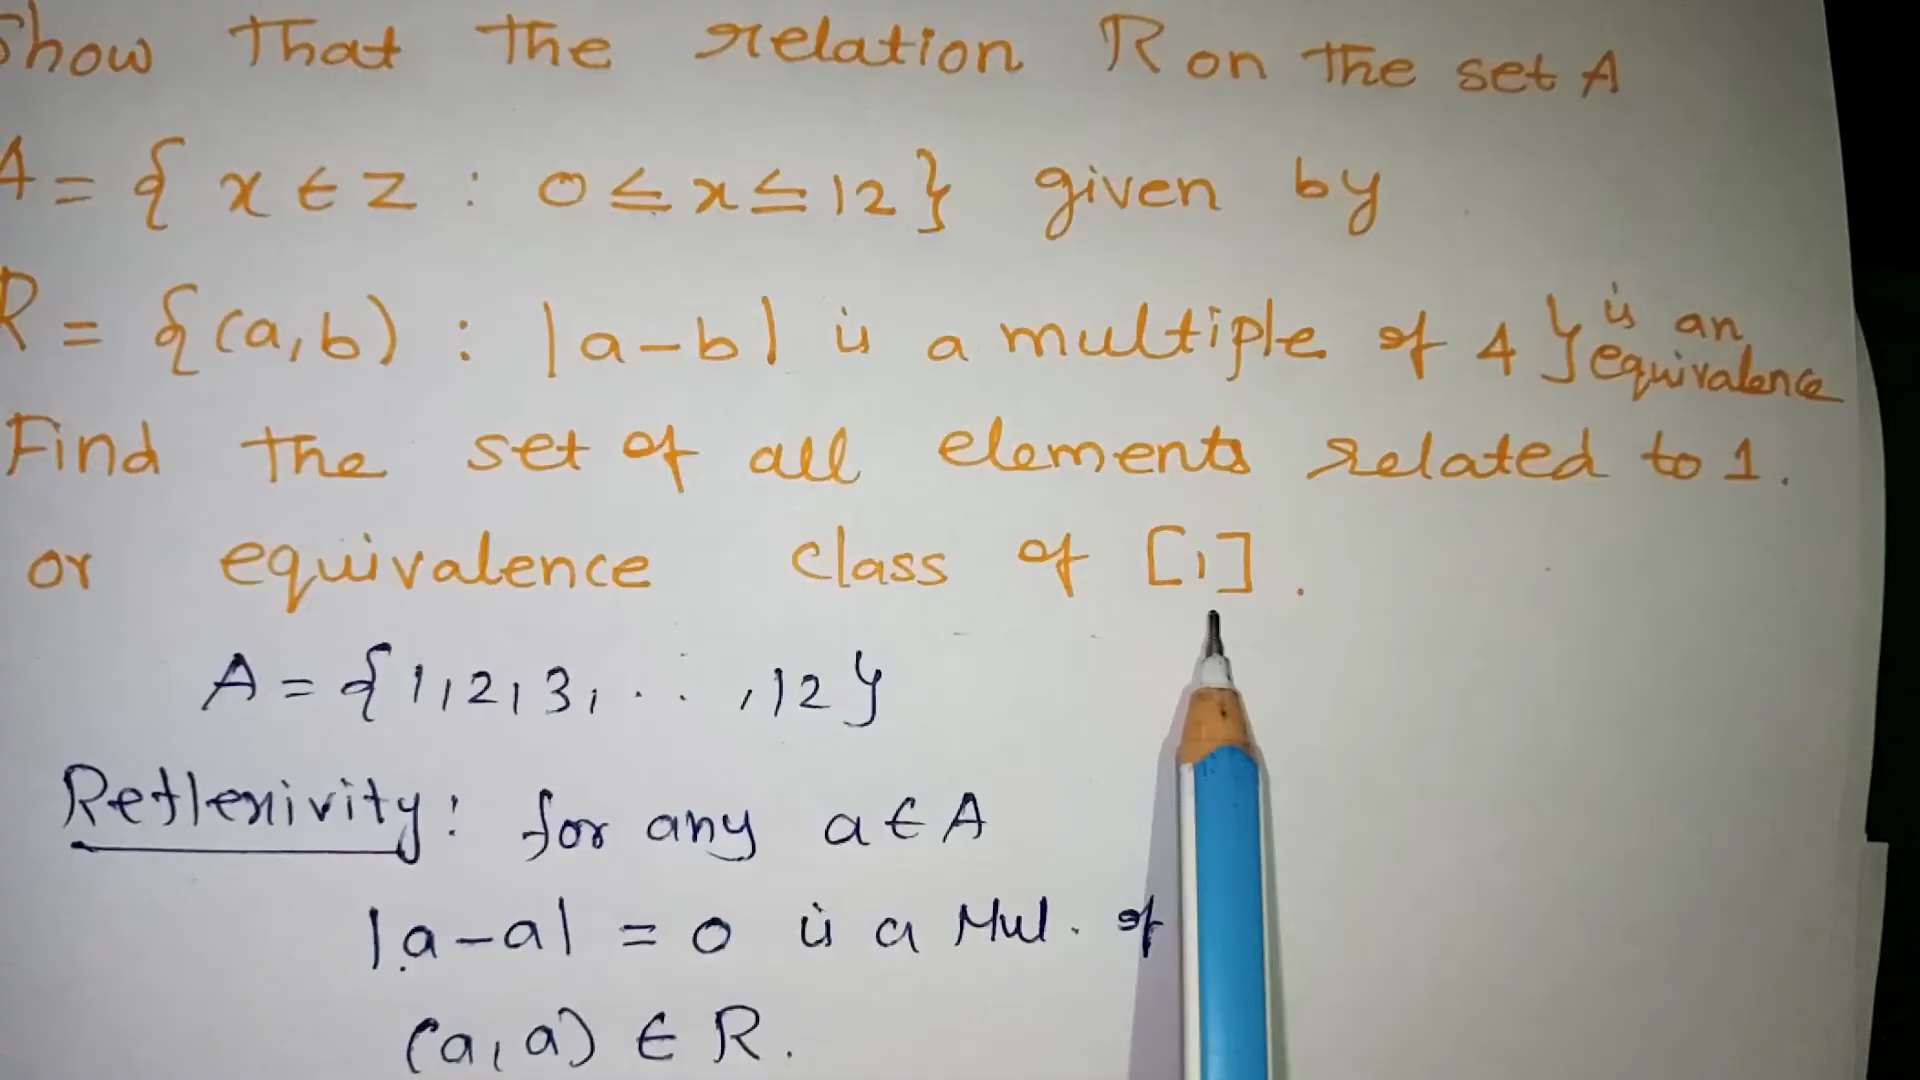 Show That the relation R on the set A
A = { x ∈ Z : 0 ≤ x ≤ 12 } given by
R = { (a, b) : |a - b| is a multiple of 4 } is an equivalence
Find the set of all elements related to 1.
or equivalence class of [1].
A = { 1, 2, 3, . . . , 12 }
Reflexivity : for any a ∈ A
|a - a| = 0 is a Mul. of
(a, a) ∈ R.